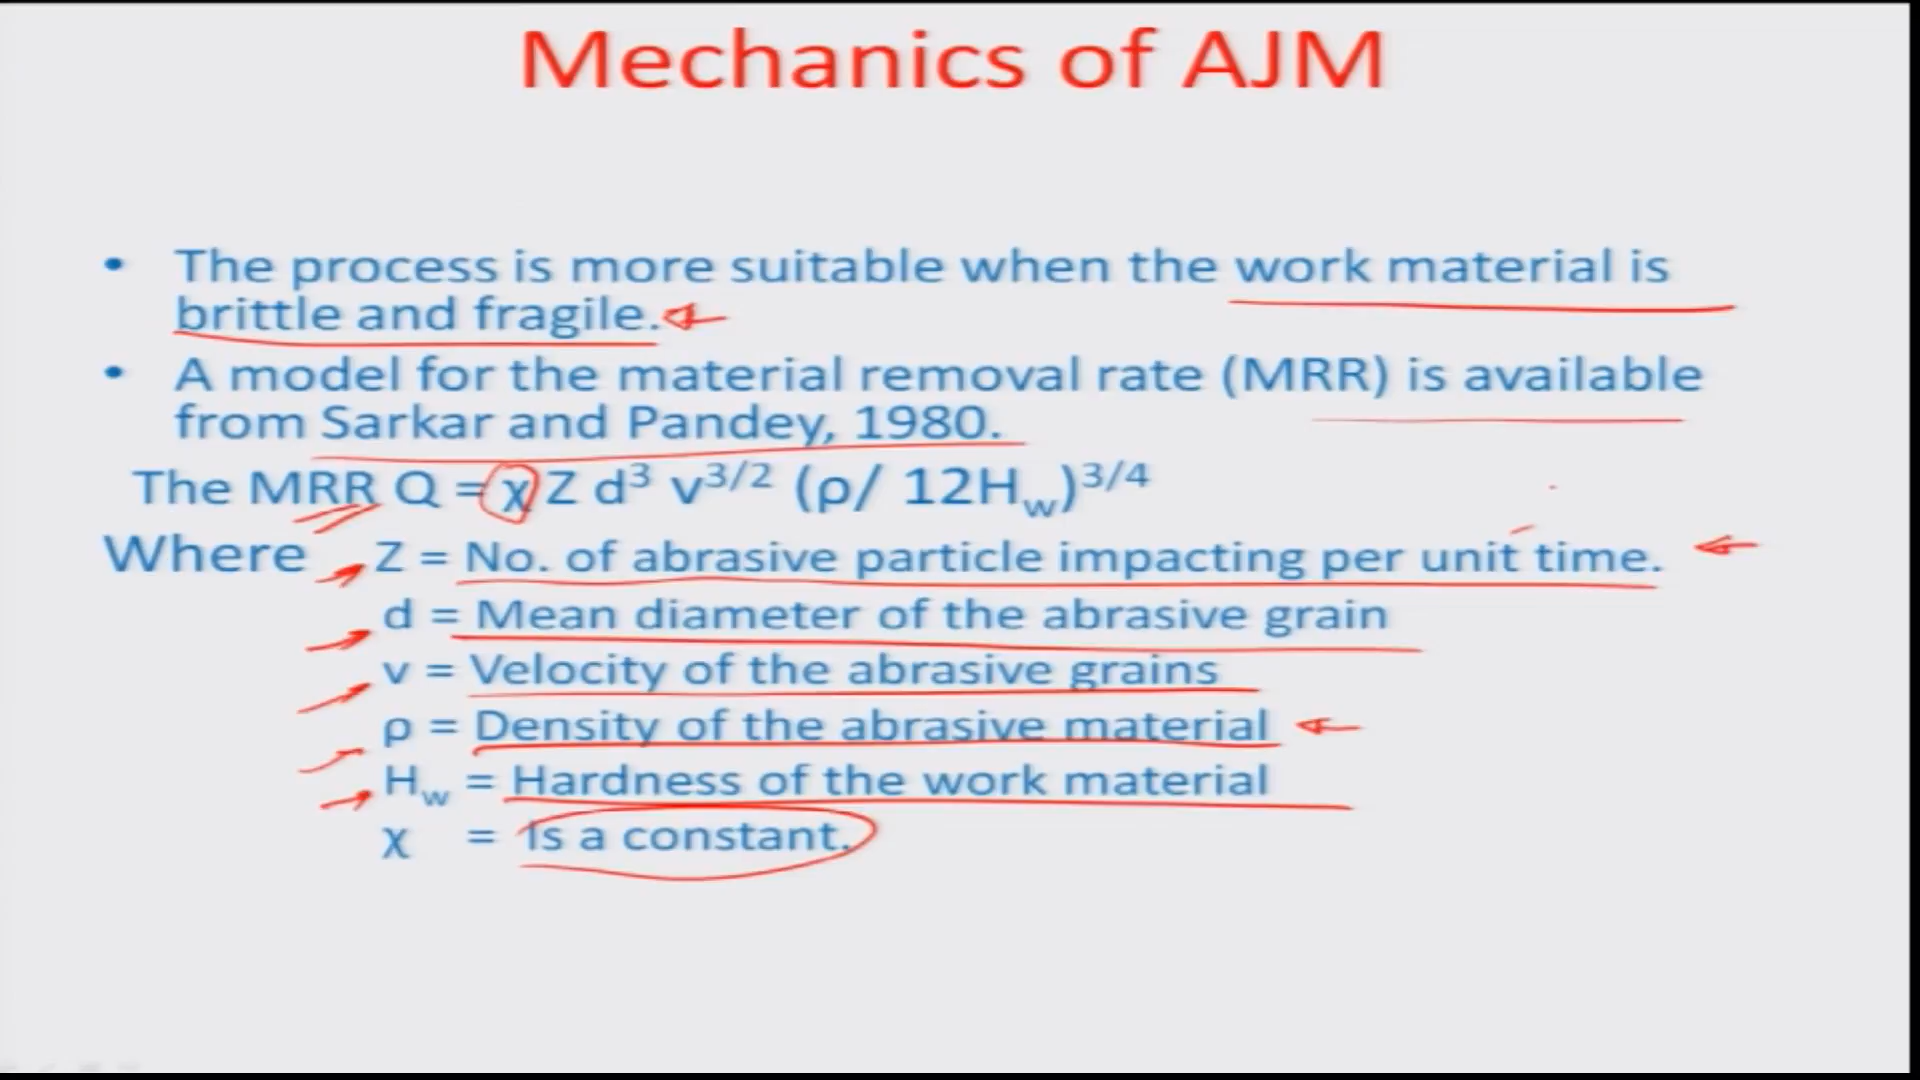 Mechanics of AJM
• The process is more suitable when the work material is
brittle and fragile.
• A model for the material removal rate (MRR) is available
from Sarkar and Pandey, 1980.
The MRR Q = χ Z d³ v³/² (ρ/ 12H_w)³/⁴
Where Z = No. of abrasive particle impacting per unit time.
d = Mean diameter of the abrasive grain
v = Velocity of the abrasive grains
ρ = Density of the abrasive material
H_w = Hardness of the work material
χ = Is a constant.